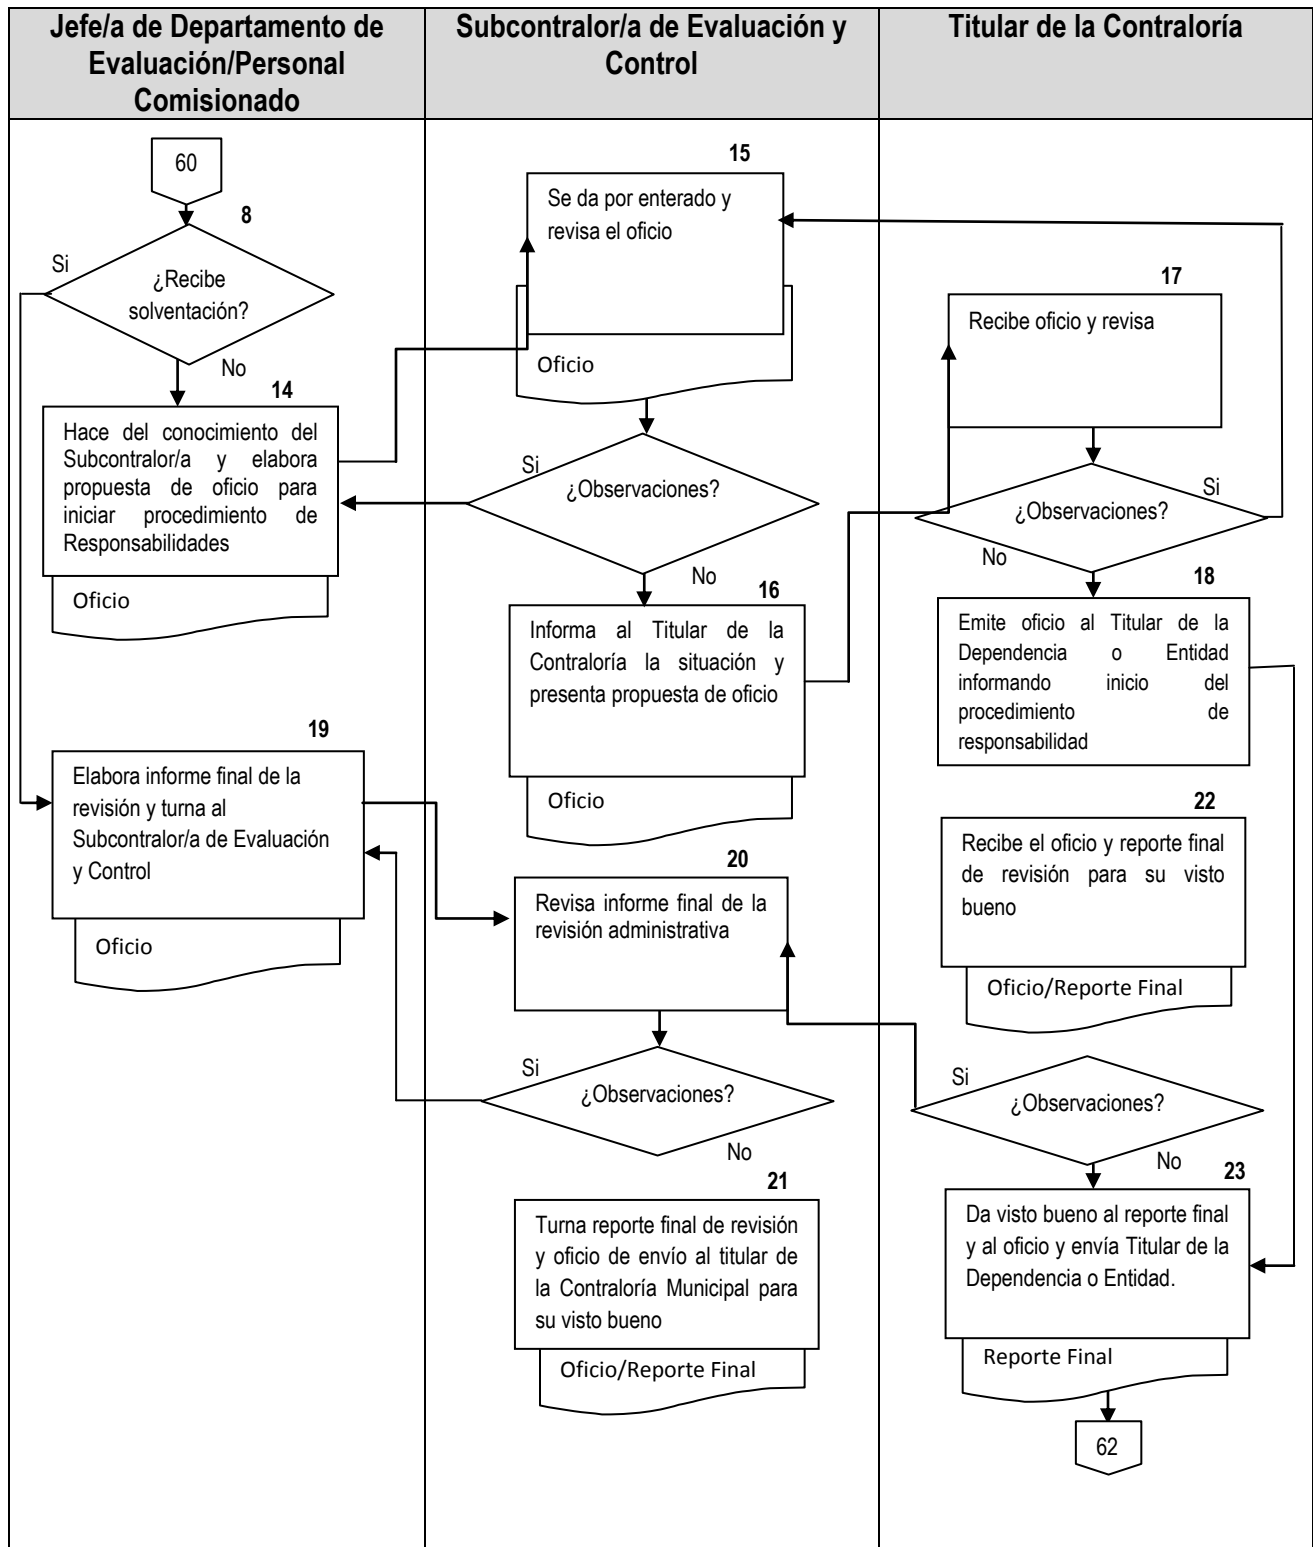 Jefe/a de Departamento de
Evaluación/Personal
Comisionado
Subcontralor/a de Evaluación y
Control
Titular de la Contraloría
60
8
Si
¿Recibe
solventación?
No
14
Hace del conocimiento del
Subcontralor/a y elabora
propuesta de oficio para
iniciar procedimiento de
Responsabilidades
Oficio
19
Elabora informe final de la
revisión y turna al
Subcontralor/a de Evaluación
y Control
Oficio
15
Se da por enterado y
revisa el oficio
Oficio
Si
¿Observaciones?
No
16
Informa al Titular de la
Contraloría la situación y
presenta propuesta de oficio
Oficio
20
Revisa informe final de la
revisión administrativa
Si
¿Observaciones?
No
21
Turna reporte final de revisión
y oficio de envío al titular de
la Contraloría Municipal para
su visto bueno
Oficio/Reporte Final
17
Recibe oficio y revisa
Si
¿Observaciones?
No
18
Emite oficio al Titular de la
Dependencia o Entidad
informando inicio del
procedimiento de
responsabilidad
22
Recibe el oficio y reporte final
de revisión para su visto
bueno
Oficio/Reporte Final
Si
¿Observaciones?
No
23
Da visto bueno al reporte final
y al oficio y envía Titular de la
Dependencia o Entidad.
Reporte Final
62